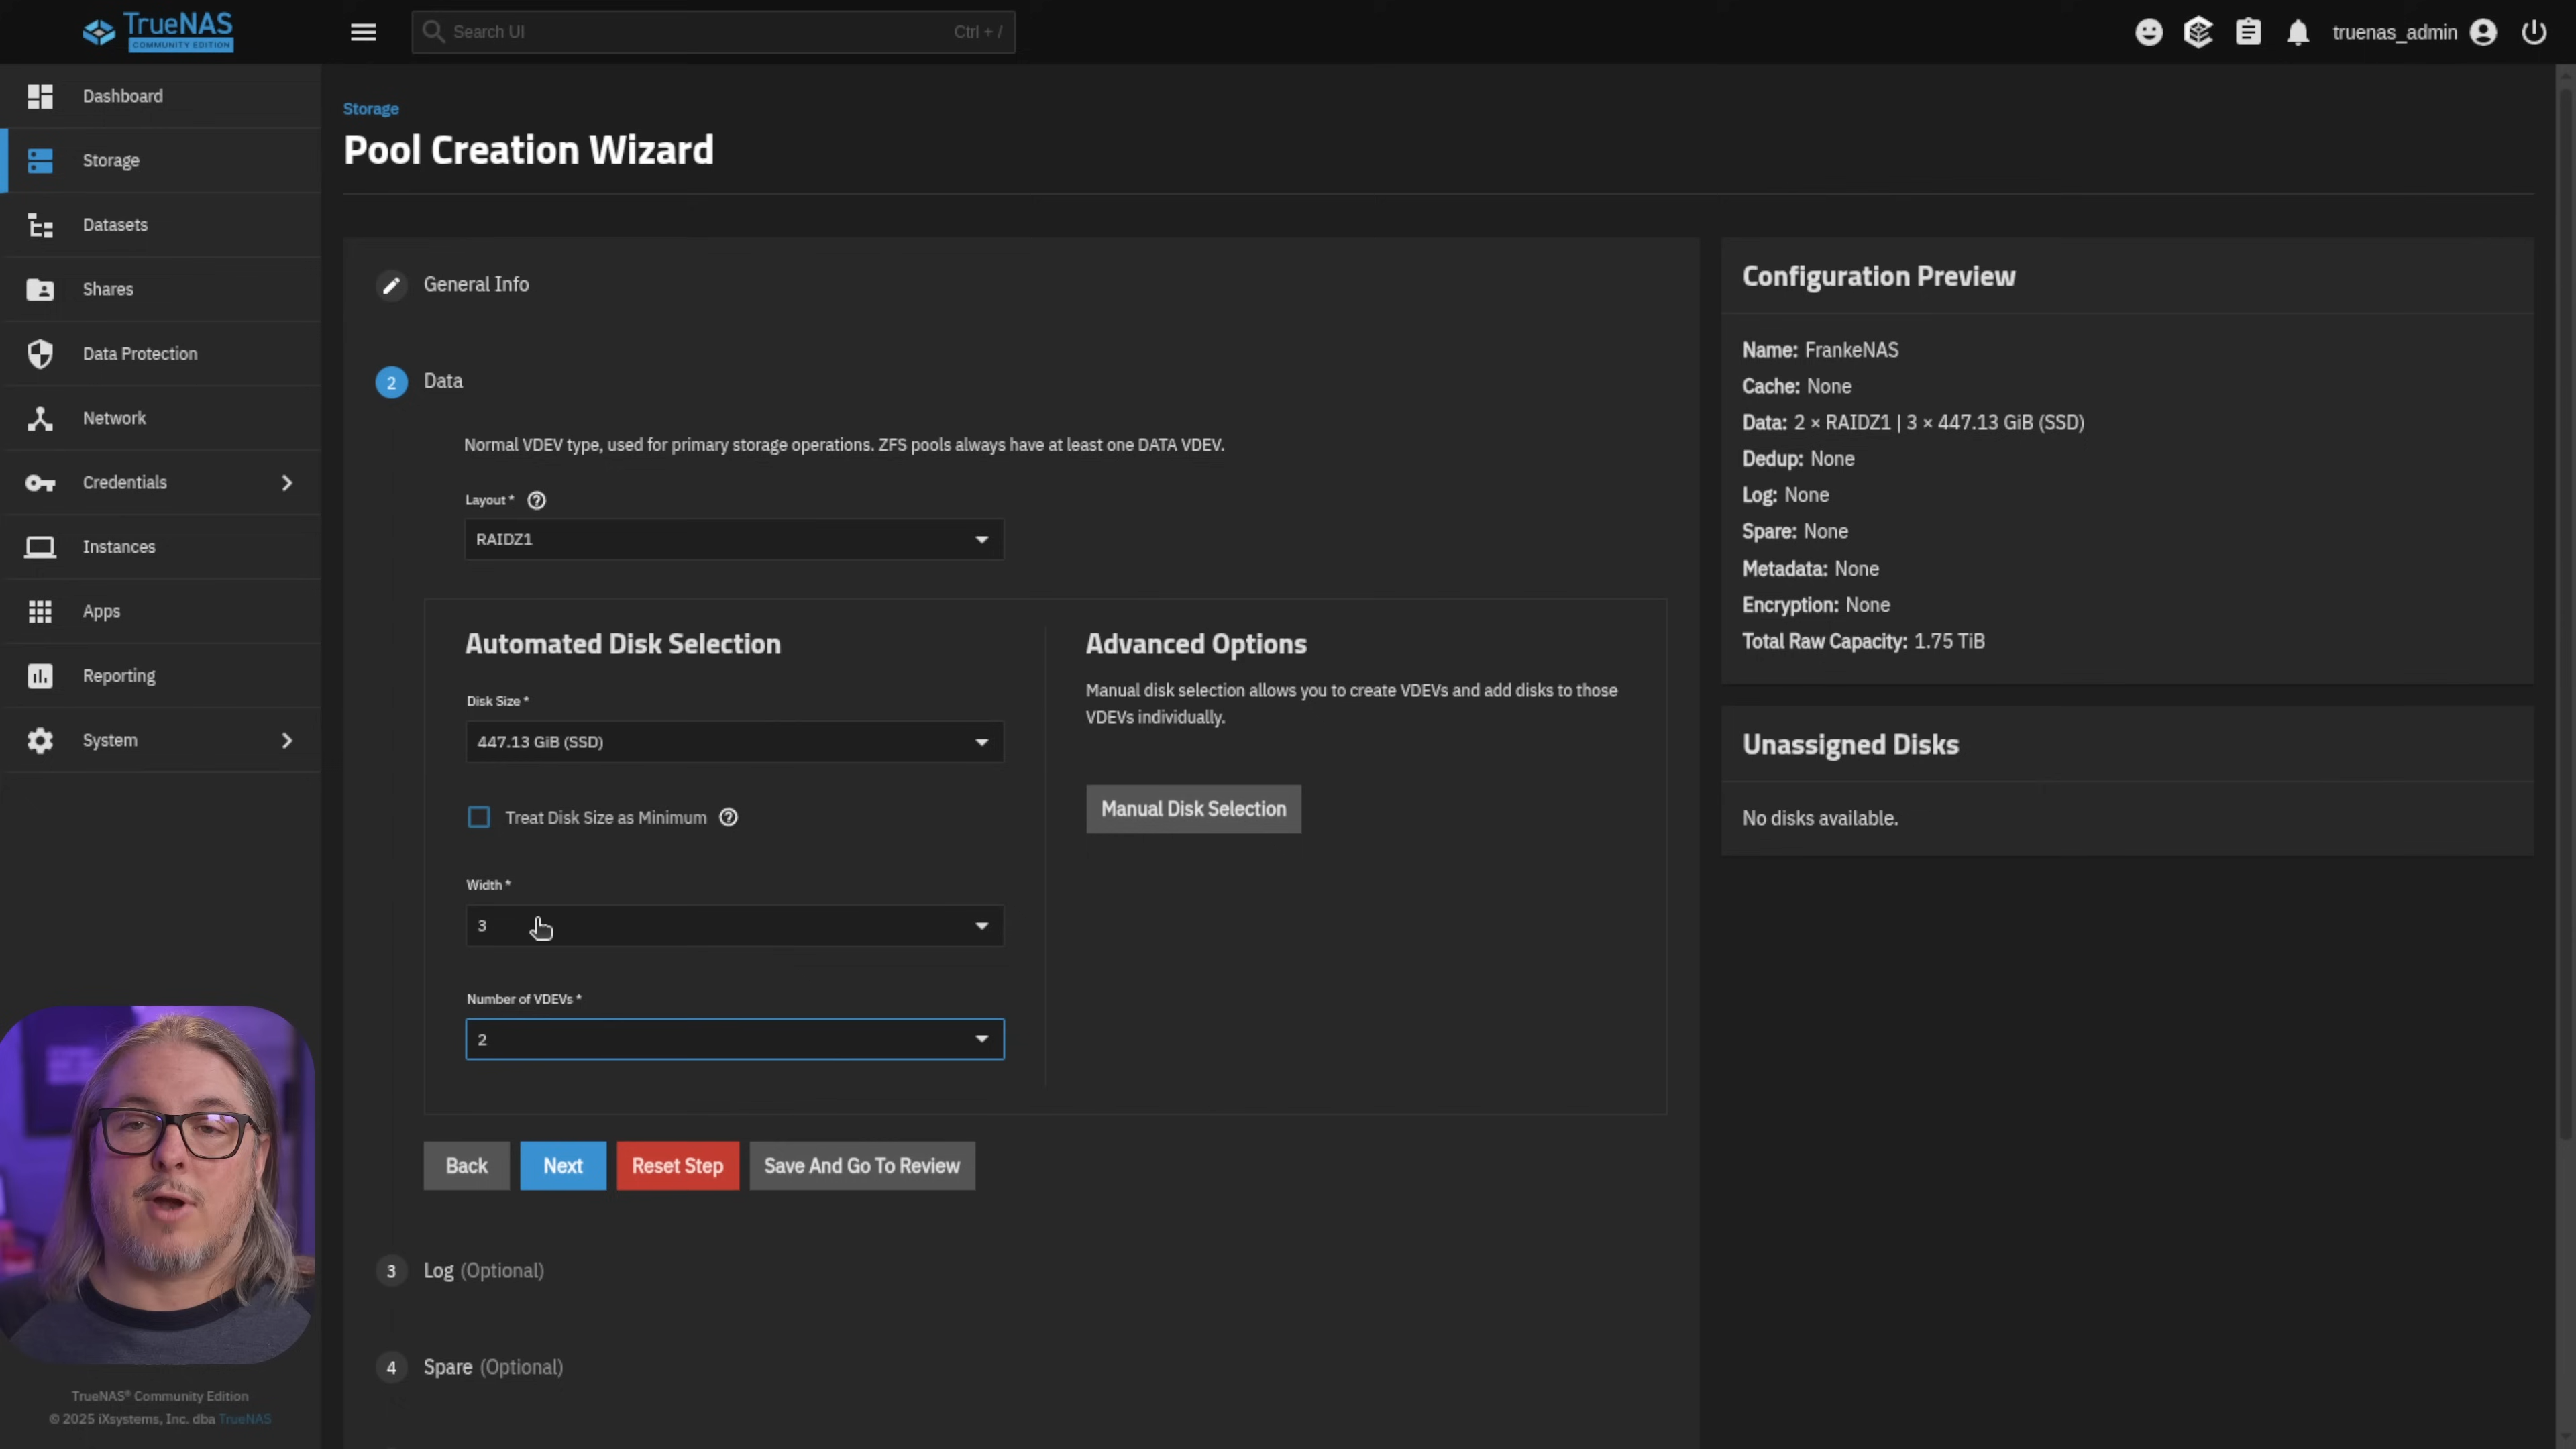 TrueNAS
COMMUNITY EDITION
Search UI
Ctrl + /
truenas_admin
Dashboard
Storage
Datasets
Shares
Data Protection
Network
Credentials
Instances
Apps
Reporting
System
TrueNAS® Community Edition
© 2025 iXsystems, Inc. dba TrueNAS
Storage
Pool Creation Wizard
General Info
2
Data
Normal VDEV type, used for primary storage operations. ZFS pools always have at least one DATA VDEV.
Layout *
RAIDZ1
Automated Disk Selection
Disk Size *
447.13 GiB (SSD)
Treat Disk Size as Minimum
Width *
3
Number of VDEVs *
2
Advanced Options
Manual disk selection allows you to create VDEVs and add disks to those
VDEVs individually.
Manual Disk Selection
Back
Next
Reset Step
Save And Go To Review
3
Log (Optional)
4
Spare (Optional)
Configuration Preview
Name: FrankeNAS
Cache: None
Data: 2 × RAIDZ1 | 3 × 447.13 GiB (SSD)
Dedup: None
Log: None
Spare: None
Metadata: None
Encryption: None
Total Raw Capacity: 1.75 TiB
Unassigned Disks
No disks available.